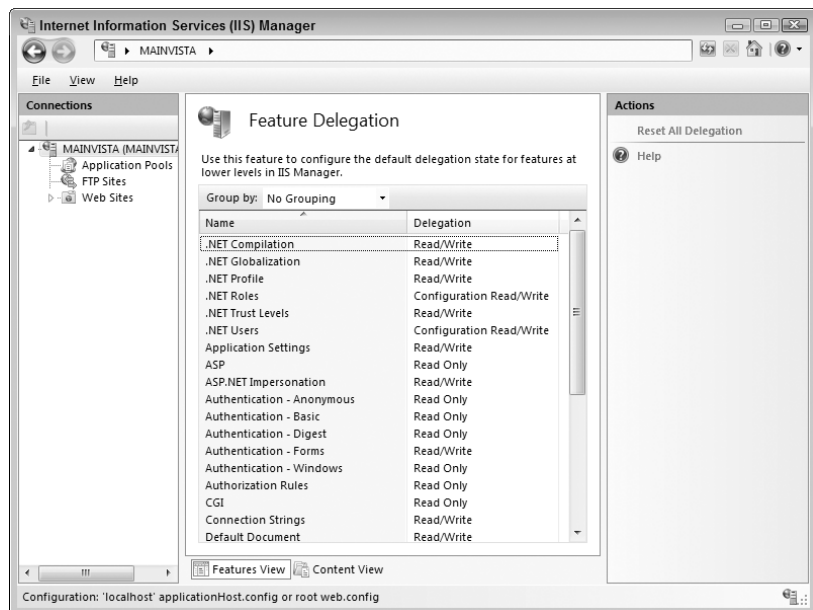 Internet Information Services (IIS) Manager
MAINVISTA
File View Help
Connections
MAINVISTA (MAINVISTA
Application Pools
FTP Sites
Web Sites
Feature Delegation
Use this feature to configure the default delegation state for features at
lower levels in IIS Manager.
Group by: No Grouping
Name Delegation
.NET Compilation Read/Write
.NET Globalization Read/Write
.NET Profile Read/Write
.NET Roles Configuration Read/Write
.NET Trust Levels Read/Write
.NET Users Configuration Read/Write
Application Settings Read/Write
ASP Read Only
ASP.NET Impersonation Read/Write
Authentication - Anonymous Read Only
Authentication - Basic Read Only
Authentication - Digest Read Only
Authentication - Forms Read/Write
Authentication - Windows Read Only
Authorization Rules Read Only
CGI Read Only
Connection Strings Read/Write
Default Document Read/Write
Features View Content View
Actions
Reset All Delegation
Help
Configuration: 'localhost' applicationHost.config or root web.config